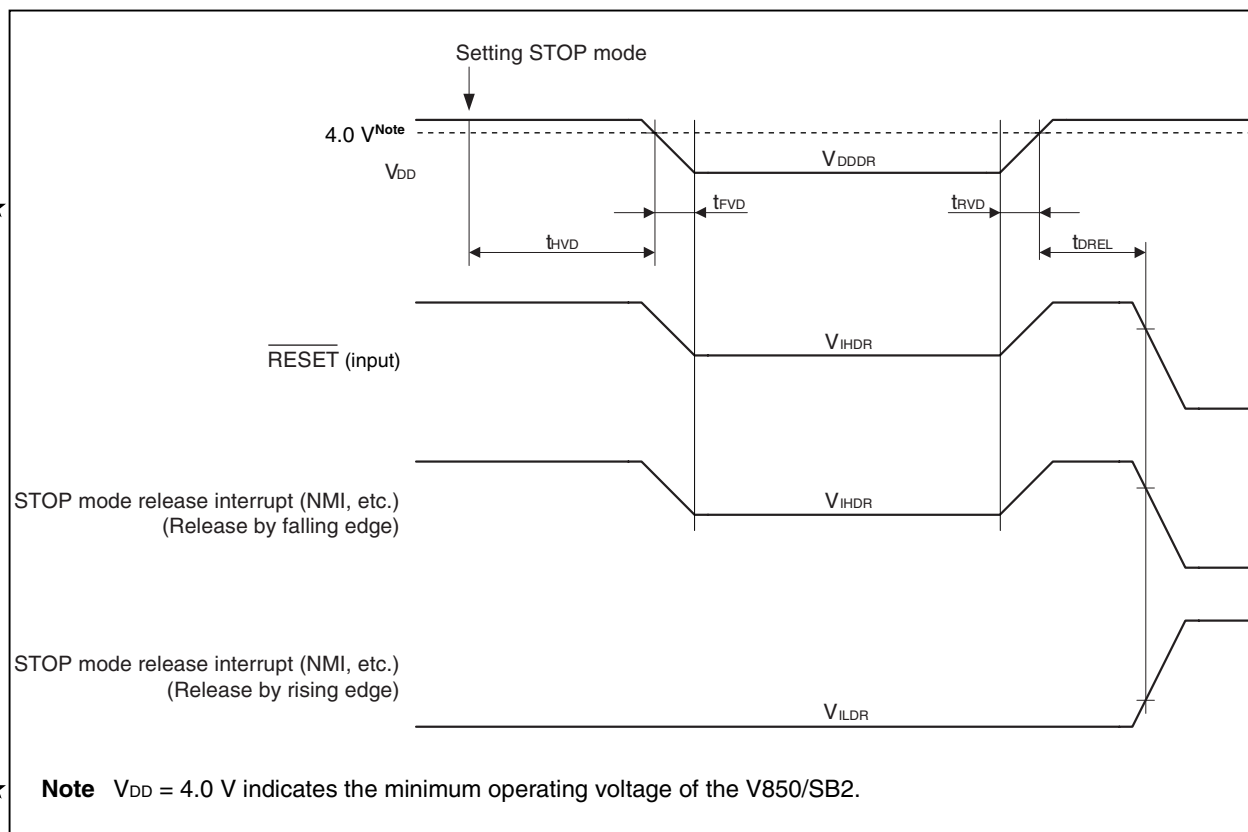 Setting STOP mode
4.0 V Note
VDD
VDDDR
tFVD
tRVD
tHVD
tDREL
RESET (input)
VIHDR
STOP mode release interrupt (NMI, etc.)
(Release by falling edge)
VIHDR
STOP mode release interrupt (NMI, etc.)
(Release by rising edge)
VILDR
Note VDD = 4.0 V indicates the minimum operating voltage of the V850/SB2.